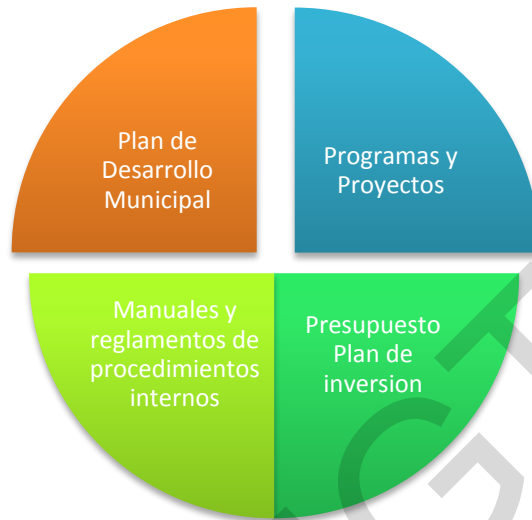 Plan de
Desarrollo
Municipal
Programas y
Proyectos
Manuales y
reglamentos de
procedimientos
internos
Presupuesto
Plan de
inversion